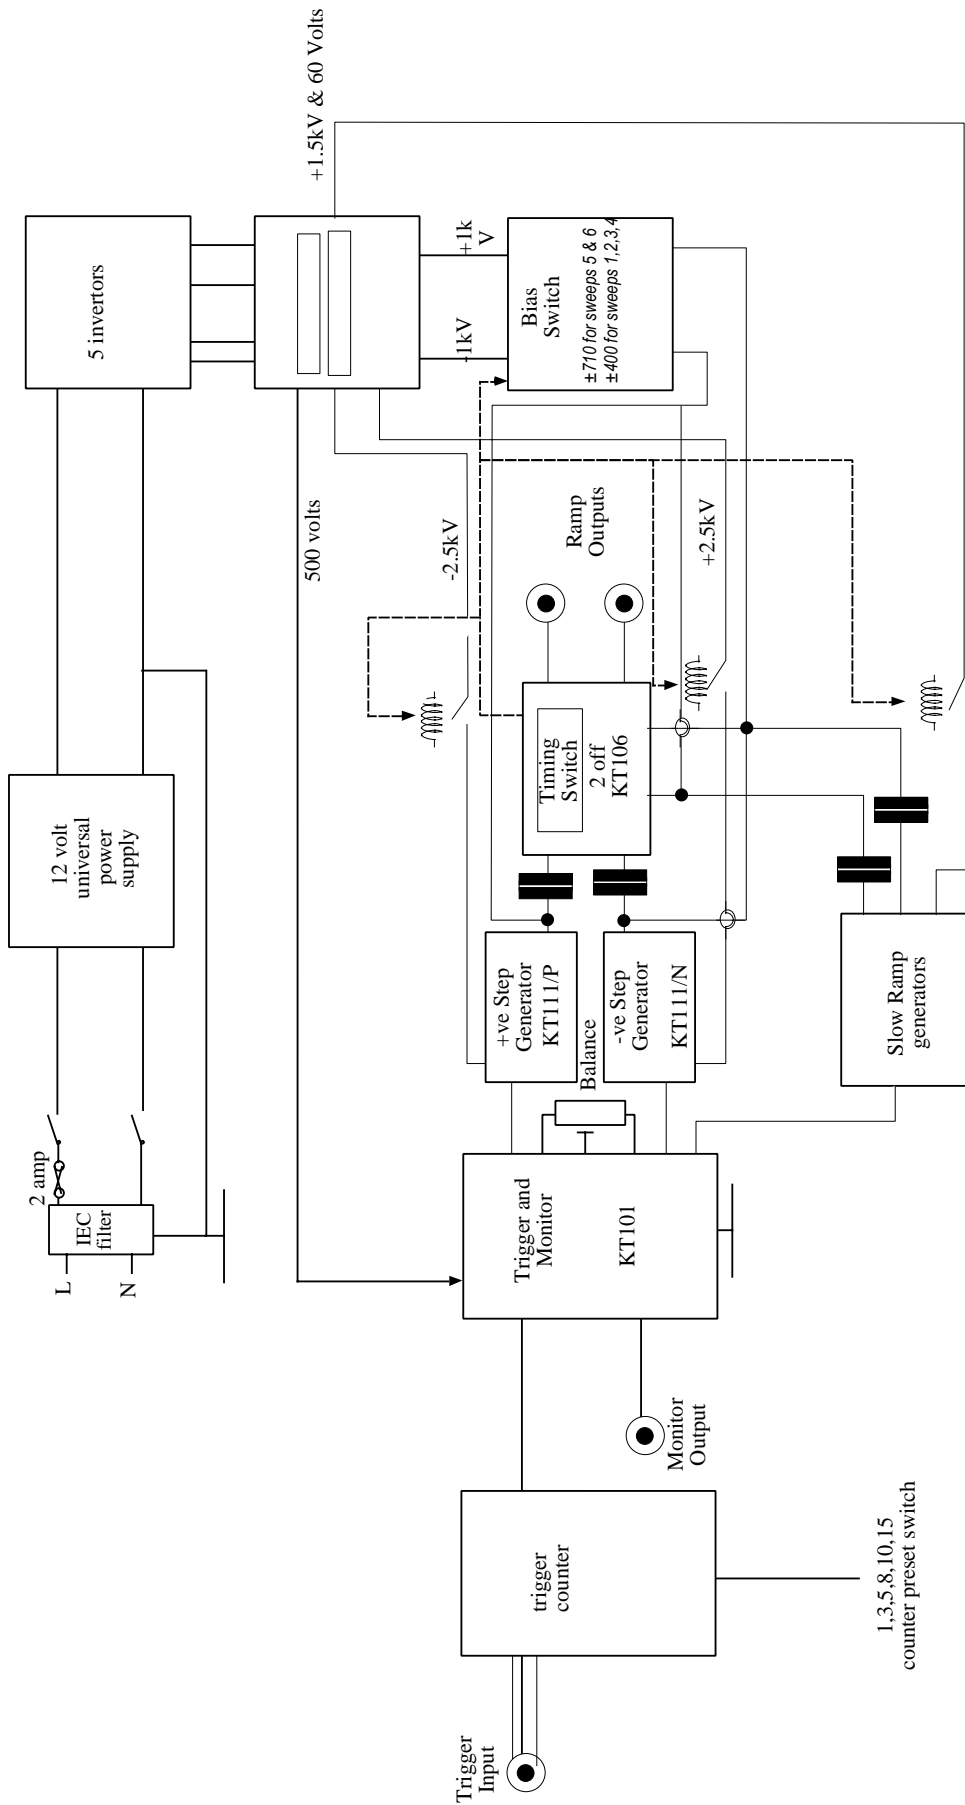 L
N
IEC
filter
2 amp
12 volt
universal
power
supply
5 invertors
+1.5kV & 60 Volts
500 volts
-1kV
+1k
V
-2.5kV
Bias
Switch
±710 for sweeps 5 & 6
±400 for sweeps 1,2,3,4
Trigger
Input
trigger
counter
1,3,5,8,10,15
counter preset switch
Monitor
Output
Trigger and
Monitor
KT101
Balance
+ve Step
Generator
KT111/P
-ve Step
Generator
KT111/N
Timing
Switch
2 off
KT106
Ramp
Outputs
+2.5kV
Slow Ramp
generators